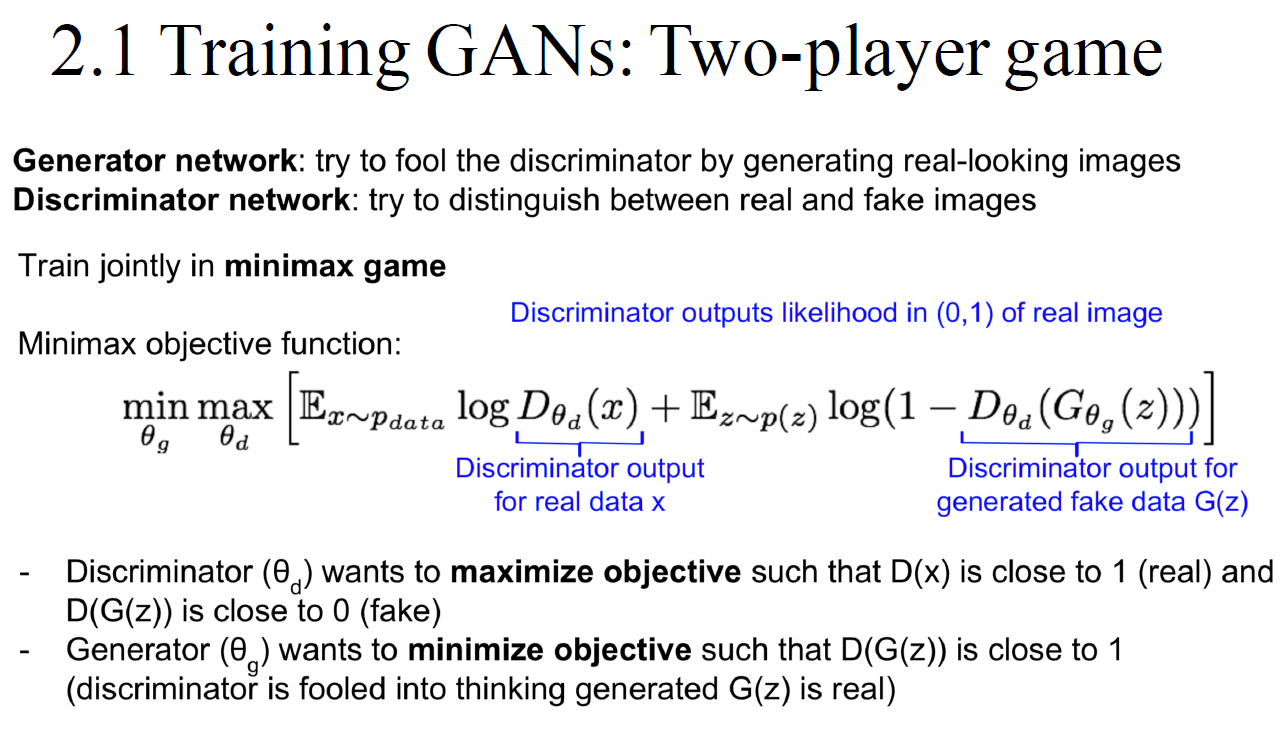 2.1 Training GANs: Two-player game
Generator network: try to fool the discriminator by generating real-looking images
Discriminator network: try to distinguish between real and fake images
Train jointly in minimax game
Discriminator outputs likelihood in (0,1) of real image
Minimax objective function:
min_{θ_g} max_{θ_d} [𝔼_{x∼p_{data}} log D_{θ_d}(x) + 𝔼_{z∼p(z)} log(1 − D_{θ_d}(G_{θ_g}(z)))]
Discriminator output
for real data x
Discriminator output for
generated fake data G(z)
- Discriminator (θ_d) wants to maximize objective such that D(x) is close to 1 (real) and
D(G(z)) is close to 0 (fake)
- Generator (θ_g) wants to minimize objective such that D(G(z)) is close to 1
(discriminator is fooled into thinking generated G(z) is real)